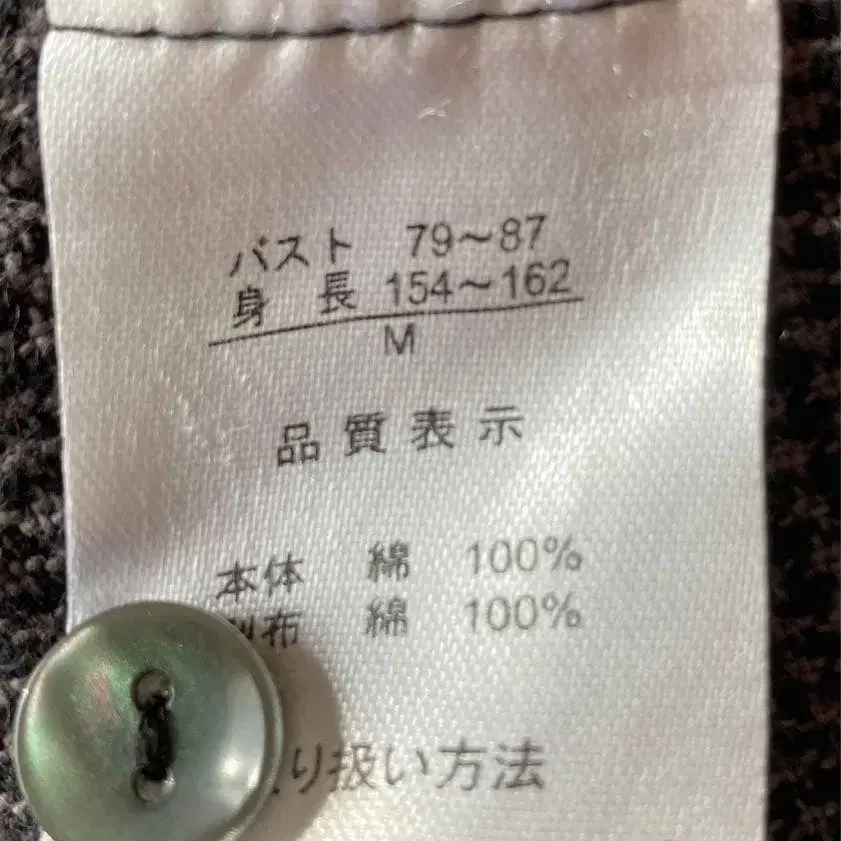 バスト 79～87
身長 154～162
M
品質表示
本体 綿 100%
別布 綿 100%
り扱い方法